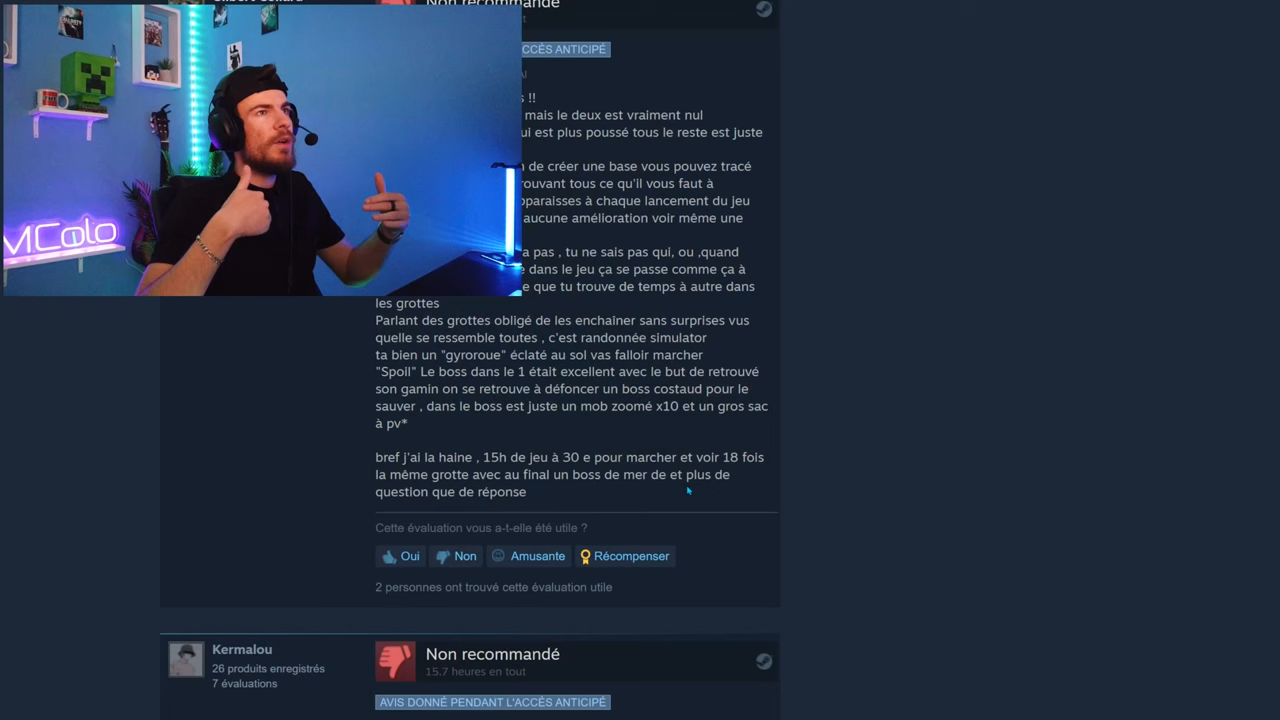 Non recommandé
ACCÈS ANTICIPÉ
s !!
mais le deux est vraiment nul
ui est plus poussé tous le reste est juste
n de créer une base vous pouvez tracé
rouvant tous ce qu'il vous faut à
pparaisses à chaque lancement du jeu
aucune amélioration voir même une
a pas , tu ne sais pas qui, ou ,quand
e dans le jeu ça se passe comme ça à
e que tu trouve de temps à autre dans
les grottes
Parlant des grottes obligé de les enchainer sans surprises vus
quelle se ressemble toutes , c'est randonnée simulator
ta bien un "gyroroue" éclaté au sol vas falloir marcher
"Spoil" Le boss dans le 1 était excellent avec le but de retrouvé
son gamin on se retrouve à défoncer un boss costaud pour le
sauver , dans le boss est juste un mob zoomé x10 et un gros sac
à pv*
bref j'ai la haine , 15h de jeu à 30 e pour marcher et voir 18 fois
la même grotte avec au final un boss de mer de et plus de
question que de réponse
Cette évaluation vous a-t-elle été utile ?
Oui Non Amusante Récompenser
2 personnes ont trouvé cette évaluation utile
Kermalou
26 produits enregistrés
7 évaluations
Non recommandé
15,7 heures en tout
AVIS DONNÉ PENDANT L'ACCÈS ANTICIPÉ
MColo